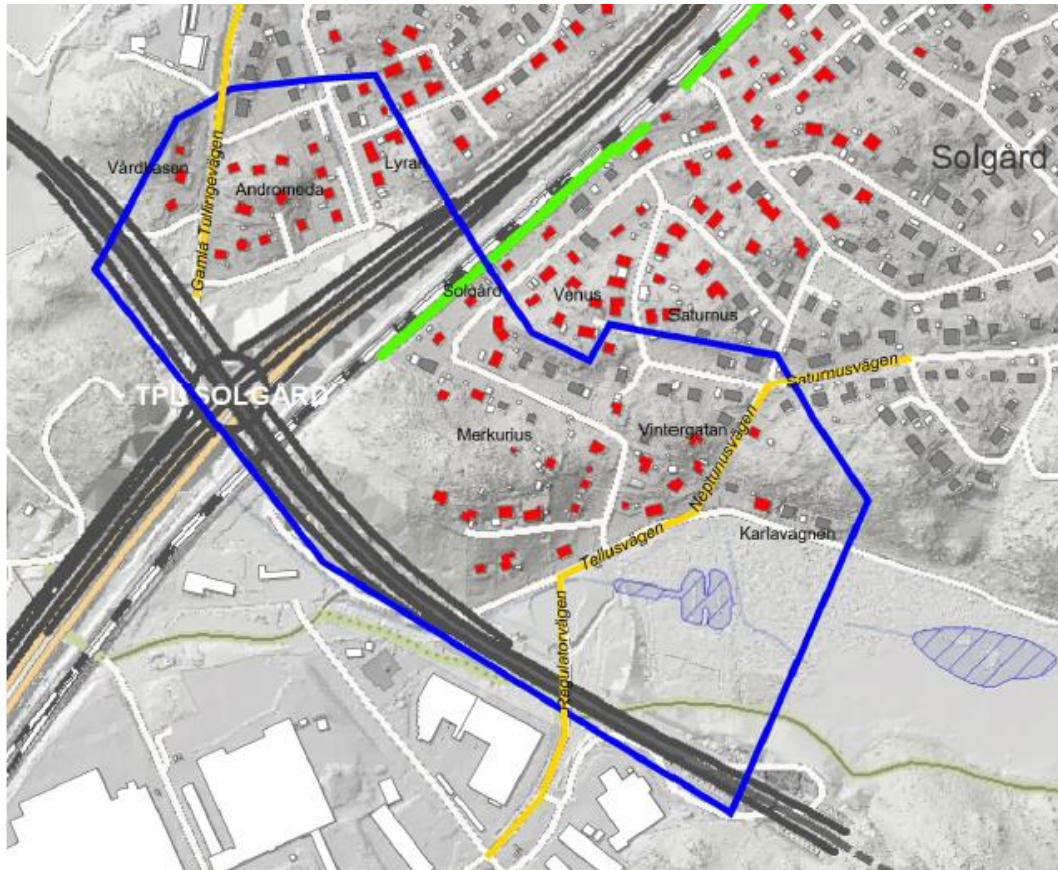 Solgård
Vårdkasen
Lyran
Andromeda
Gamla Tullingevägen
Solgård
Venus
Saturnus
Saturnusvägen
TPL SOLGÅRD
Merkurius
Vintergatan
Neptunusvägen
Tellusvägen
Karlavagnen
Regulatorvägen